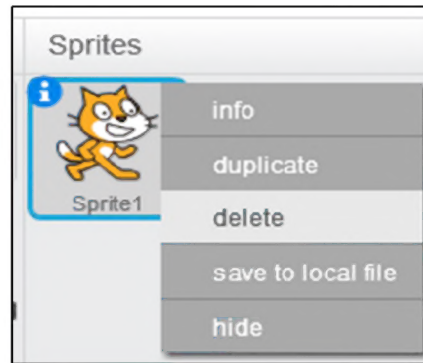 Sprites
Sprite1
info
duplicate
delete
save to local file
hide